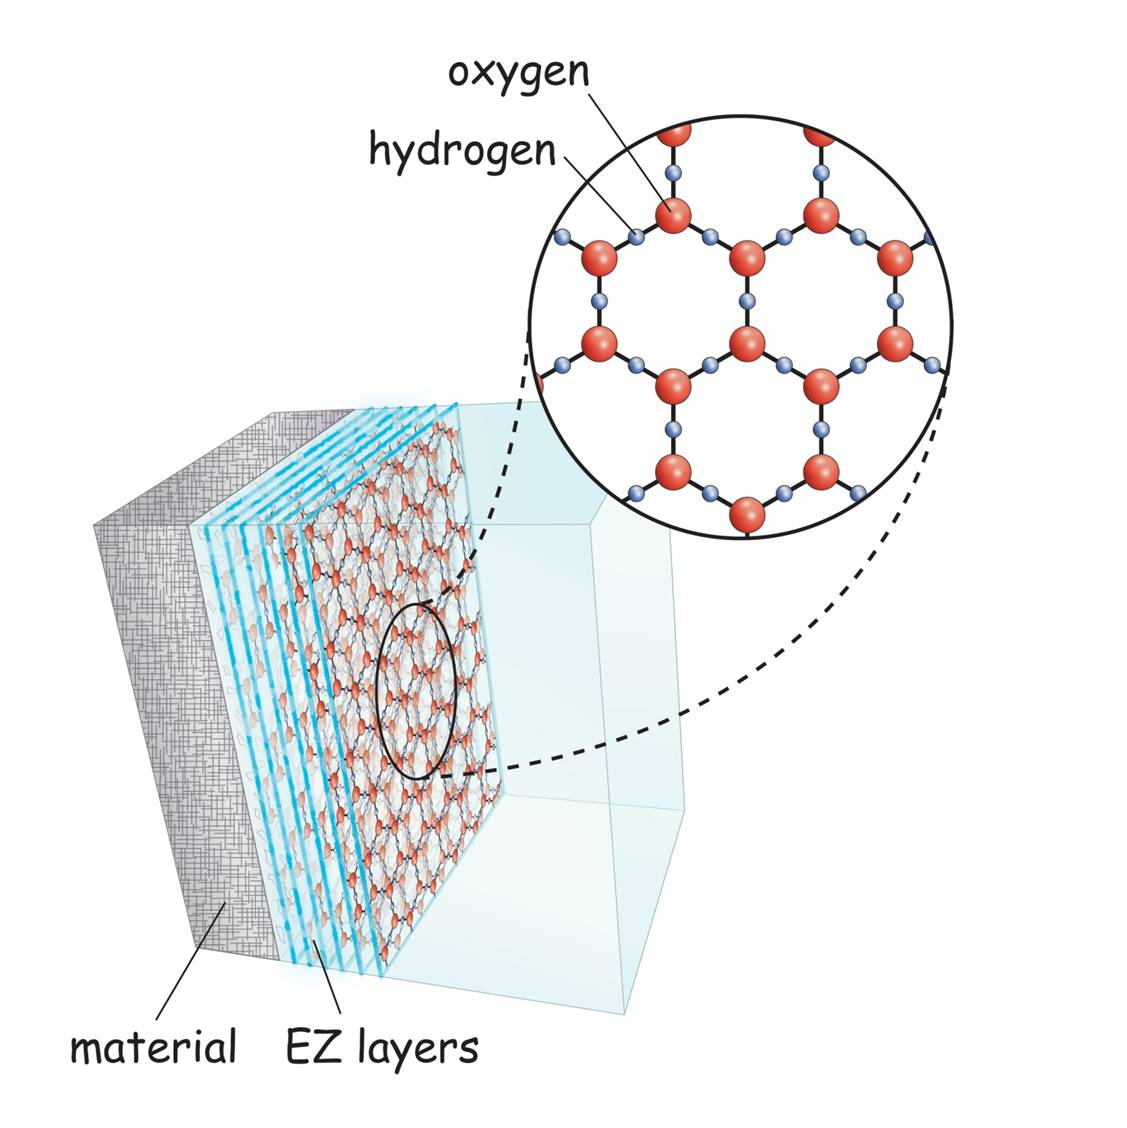 oxygen
hydrogen
material
EZ layers